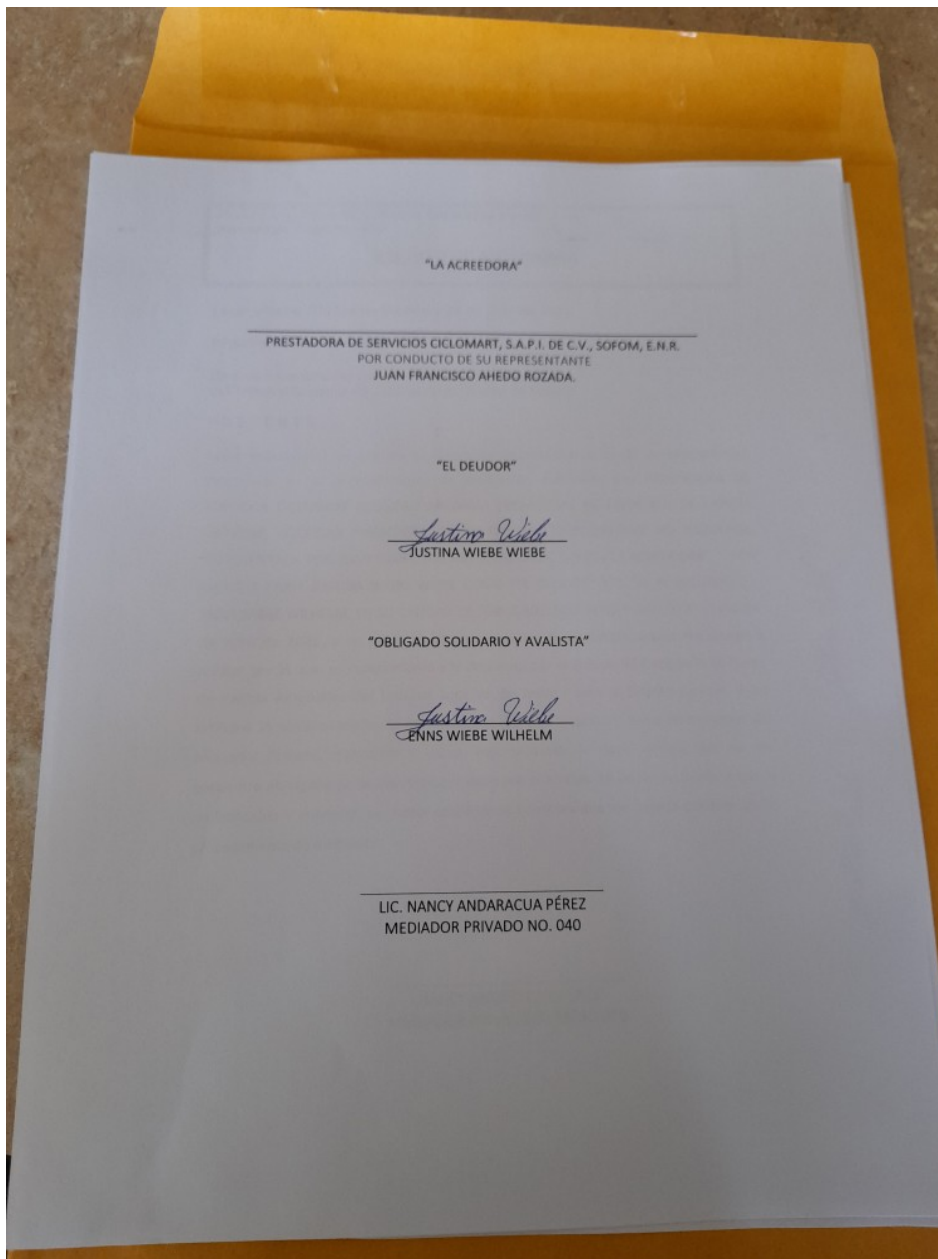 "LA ACREEDORA"
PRESTADORA DE SERVICIOS CICLOMART, S.A.P.I. DE C.V., SOFOM, E.N.R.
POR CONDUCTO DE SU REPRESENTANTE
JUAN FRANCISCO AHEDO ROZADA.
"EL DEUDOR"
Justina Wiebe
JUSTINA WIEBE WIEBE
"OBLIGADO SOLIDARIO Y AVALISTA"
Justina Wiebe
ENNS WIEBE WILHELM
LIC. NANCY ANDARACUA PÉREZ
MEDIADOR PRIVADO NO. 040